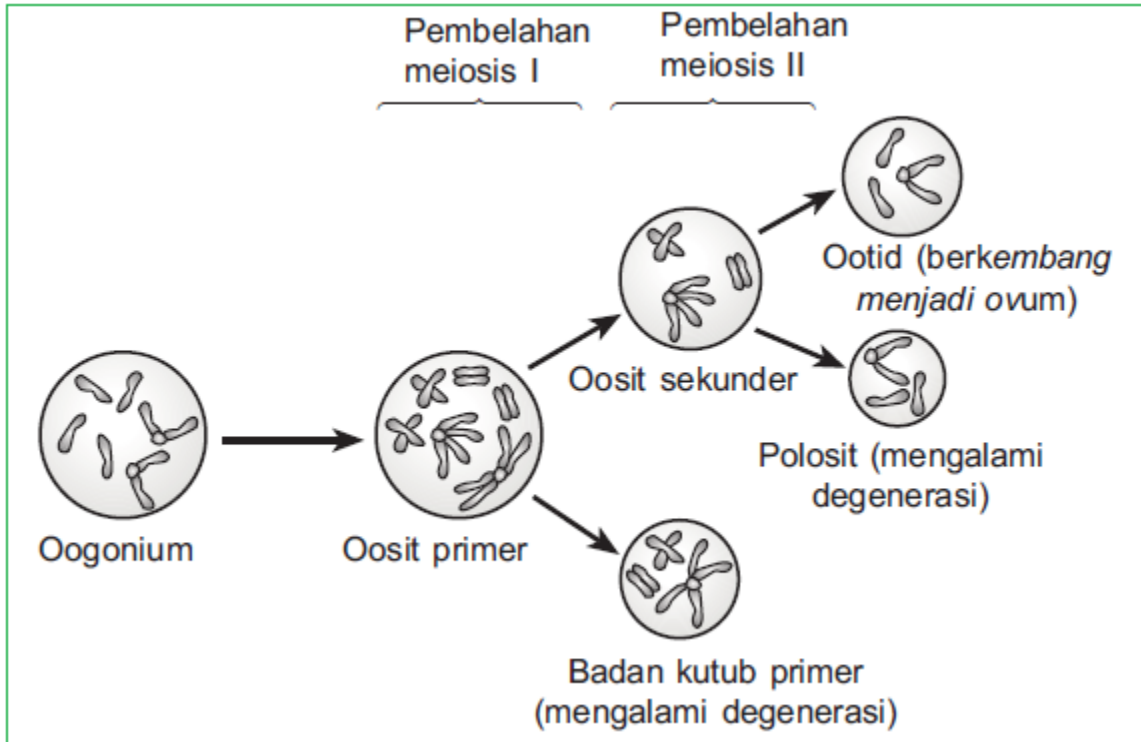 Pembelahan
meiosis I
Pembelahan
meiosis II
Ootid (berkembang
menjadi ovum)
Oosit sekunder
Polosit (mengalami
degenerasi)
Oogonium
Oosit primer
Badan kutub primer
(mengalami degenerasi)